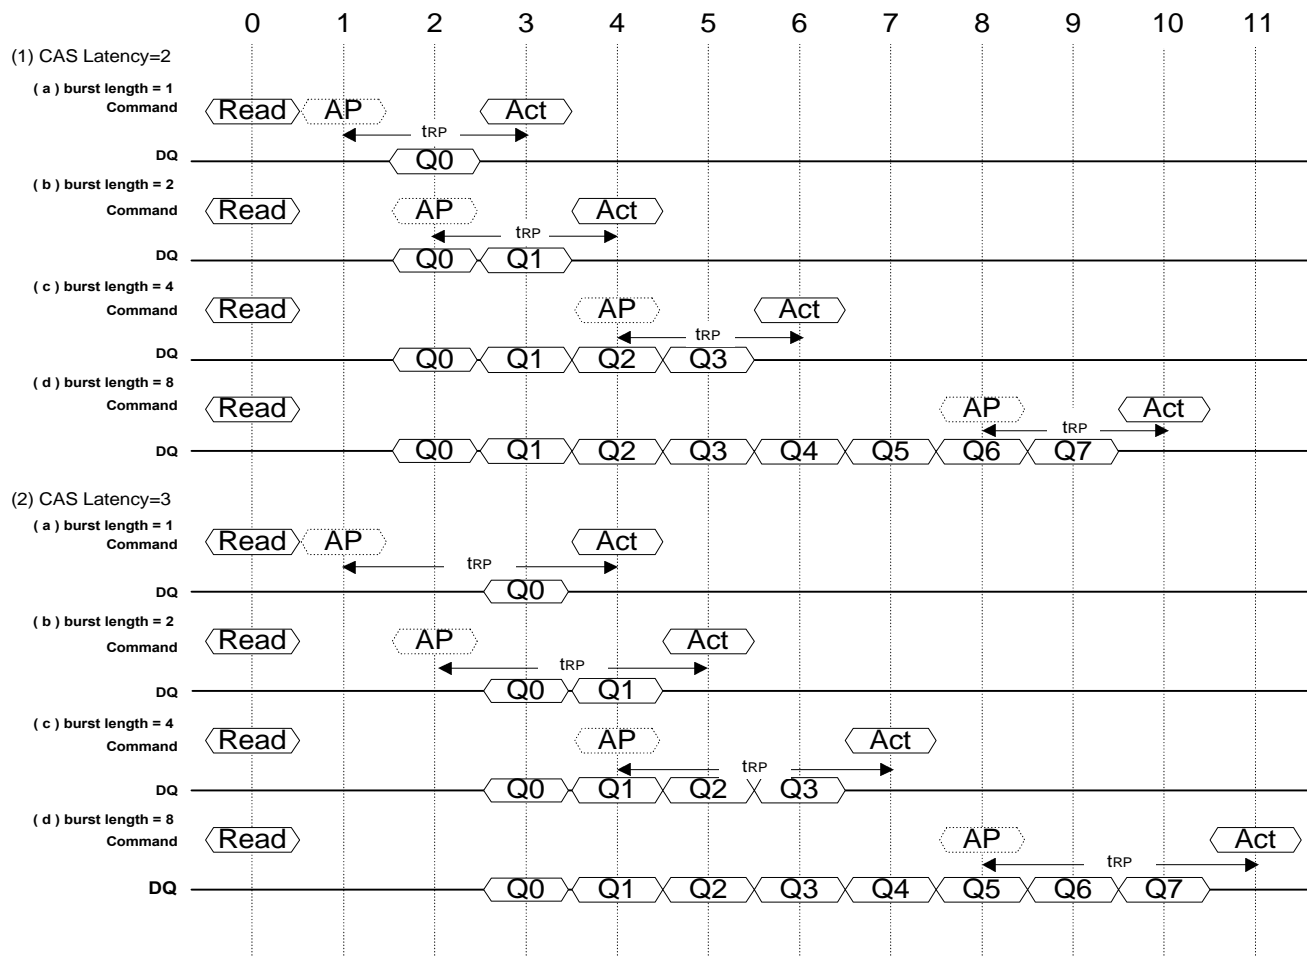 0 1 2 3 4 5 6 7 8 9 10 11
(1) CAS Latency=2
( a ) burst length = 1
Command Read AP Act
tRP
DQ Q0
( b ) burst length = 2
Command Read AP Act
tRP
DQ Q0 Q1
( c ) burst length = 4
Command Read AP Act
tRP
DQ Q0 Q1 Q2 Q3
( d ) burst length = 8
Command Read AP Act
tRP
DQ Q0 Q1 Q2 Q3 Q4 Q5 Q6 Q7
(2) CAS Latency=3
( a ) burst length = 1
Command Read AP Act
tRP
DQ Q0
( b ) burst length = 2
Command Read AP Act
tRP
DQ Q0 Q1
( c ) burst length = 4
Command Read AP Act
tRP
DQ Q0 Q1 Q2 Q3
( d ) burst length = 8
Command Read AP Act
tRP
DQ Q0 Q1 Q2 Q3 Q4 Q5 Q6 Q7